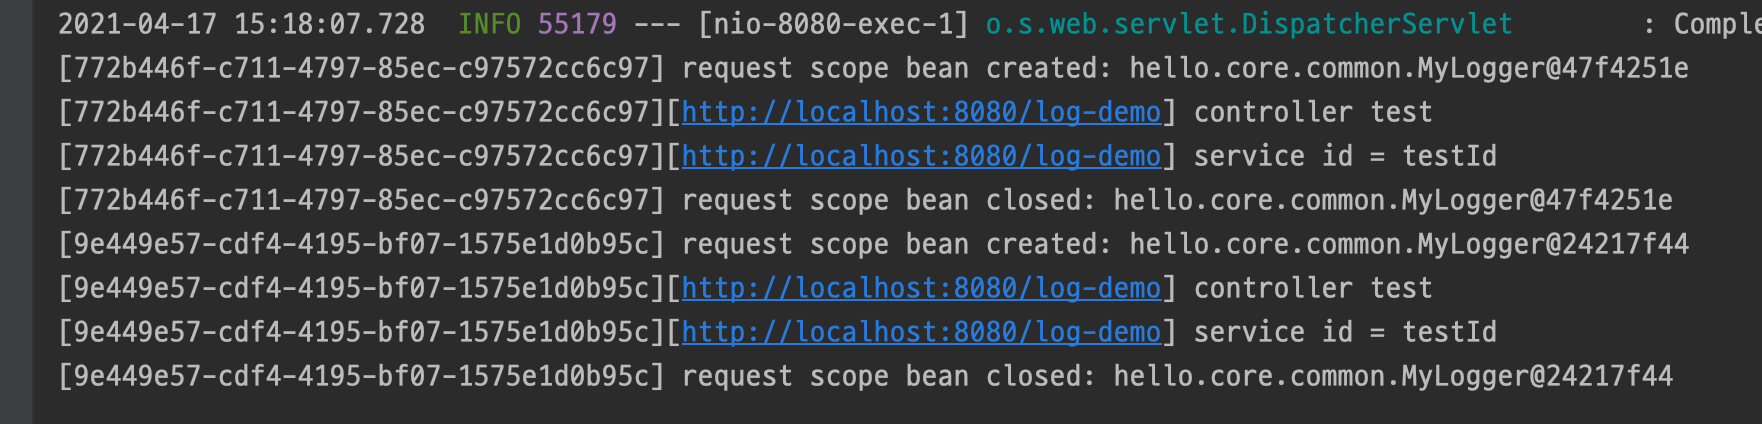 2021-04-17 15:18:07.728  INFO 55179 --- [nio-8080-exec-1] o.s.web.servlet.DispatcherServlet        : Comple
[772b446f-c711-4797-85ec-c97572cc6c97] request scope bean created: hello.core.common.MyLogger@47f4251e
[772b446f-c711-4797-85ec-c97572cc6c97][http://localhost:8080/log-demo] controller test
[772b446f-c711-4797-85ec-c97572cc6c97][http://localhost:8080/log-demo] service id = testId
[772b446f-c711-4797-85ec-c97572cc6c97] request scope bean closed: hello.core.common.MyLogger@47f4251e
[9e449e57-cdf4-4195-bf07-1575e1d0b95c] request scope bean created: hello.core.common.MyLogger@24217f44
[9e449e57-cdf4-4195-bf07-1575e1d0b95c][http://localhost:8080/log-demo] controller test
[9e449e57-cdf4-4195-bf07-1575e1d0b95c][http://localhost:8080/log-demo] service id = testId
[9e449e57-cdf4-4195-bf07-1575e1d0b95c] request scope bean closed: hello.core.common.MyLogger@24217f44